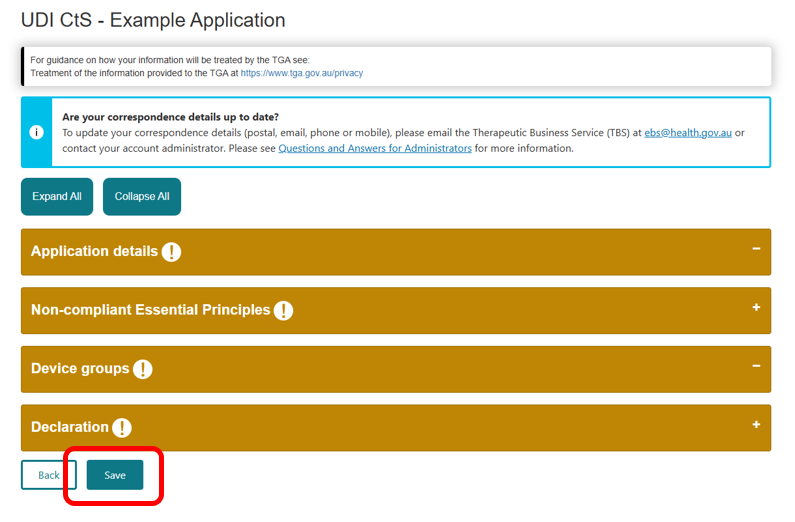 UDI CtS - Example Application
For guidance on how your information will be treated by the TGA see:
Treatment of the information provided to the TGA at https://www.tga.gov.au/privacy
Are your correspondence details up to date?
To update your correspondence details (postal, email, phone or mobile), please email the Therapeutic Business Service (TBS) at ebs@health.gov.au or
contact your account administrator. Please see Questions and Answers for Administrators for more information.
Expand All Collapse All
Application details
Non-compliant Essential Principles
Device groups
Declaration
Back Save